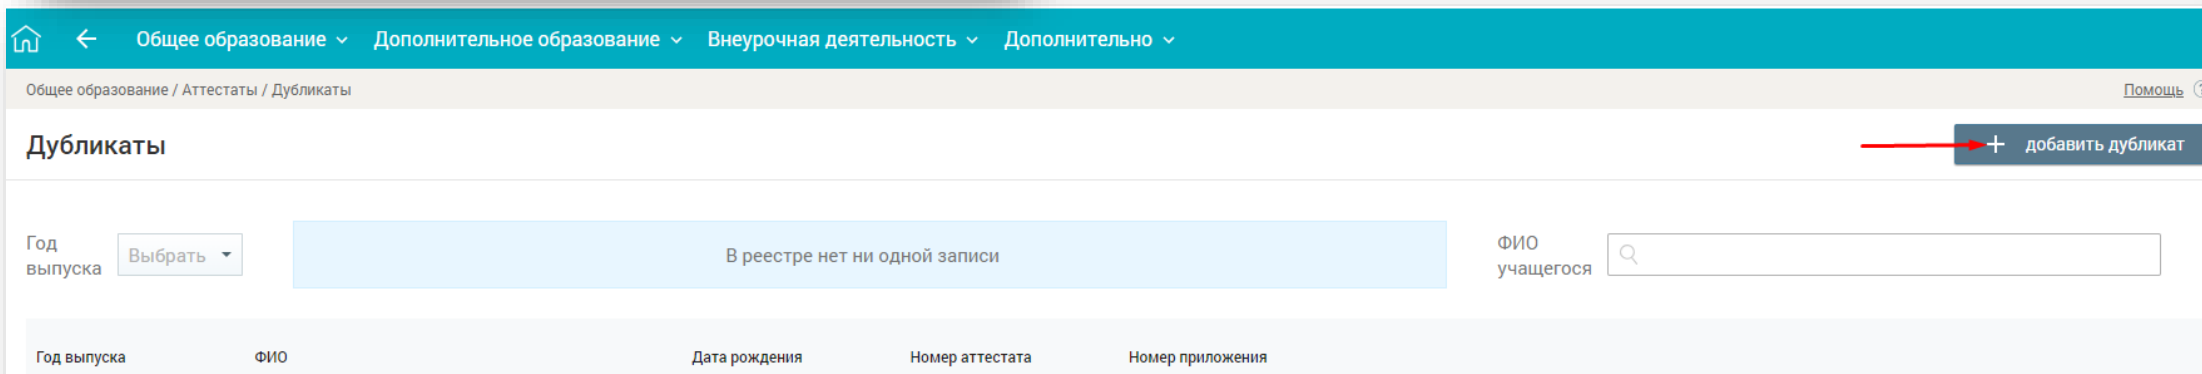 Общее образование Дополнительное образование Внеурочная деятельность Дополнительно
Общее образование / Аттестаты / Дубликаты Помощь
Дубликаты + добавить дубликат
Год выпуска
Выбрать
В реестре нет ни одной записи
ФИО учащегося
Год выпуска ФИО Дата рождения Номер аттестата Номер приложения